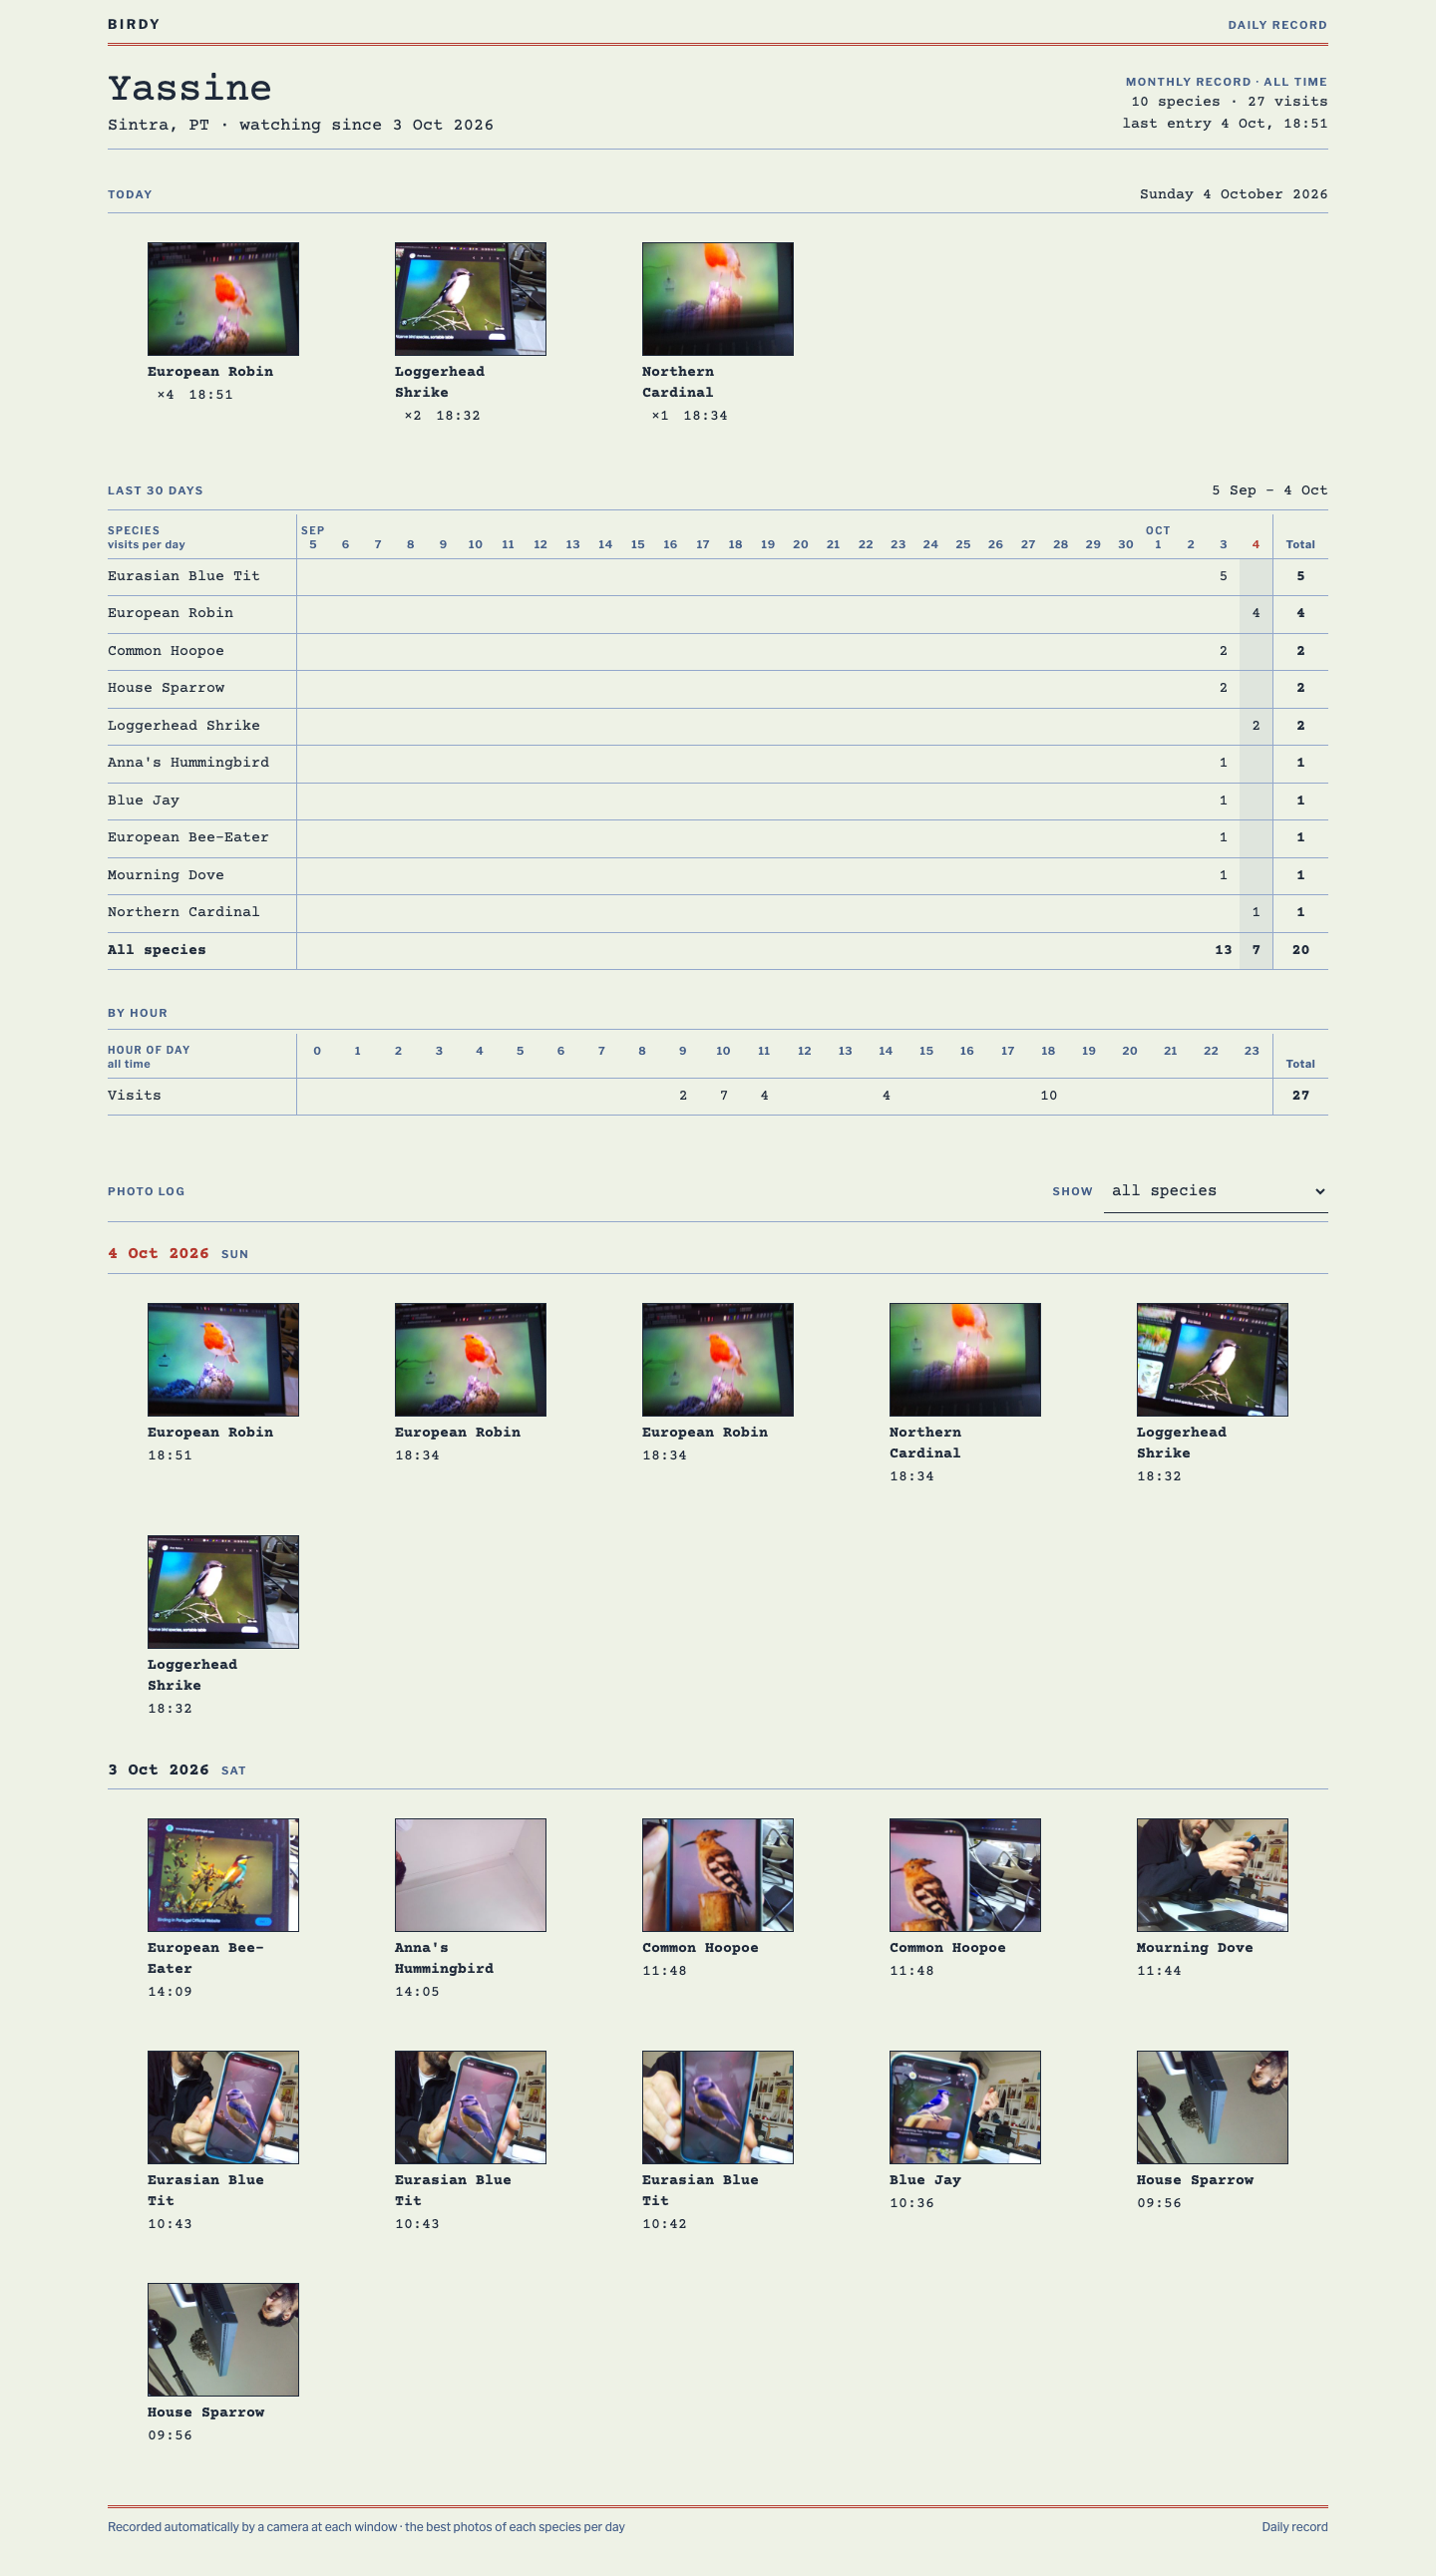 BIRDY
DAILY RECORD
Yassine
Sintra, PT · watching since 3 Oct 2026
MONTHLY RECORD · ALL TIME
10 species · 27 visits
last entry 4 Oct, 18:51
TODAY
Sunday 4 October 2026
European Robin
×4 18:51
Loggerhead
Shrike
×2 18:32
Northern
Cardinal
×1 18:34
LAST 30 DAYS
5 Sep – 4 Oct
SPECIES
visits per day
SEP
OCT
5 6 7 8 9 10 11 12 13 14 15 16 17 18 19 20 21 22 23 24 25 26 27 28 29 30 1 2 3 4 Total
Eurasian Blue Tit 5 5
European Robin 4 4
Common Hoopoe 2 2
House Sparrow 2 2
Loggerhead Shrike 2 2
Anna's Hummingbird 1 1
Blue Jay 1 1
European Bee-Eater 1 1
Mourning Dove 1 1
Northern Cardinal 1 1
All species 13 7 20
BY HOUR
HOUR OF DAY
all time
0 1 2 3 4 5 6 7 8 9 10 11 12 13 14 15 16 17 18 19 20 21 22 23 Total
Visits 2 7 4 4 10 27
PHOTO LOG
SHOW all species
4 Oct 2026 SUN
European Robin
18:51
European Robin
18:34
European Robin
18:34
Northern
Cardinal
18:34
Loggerhead
Shrike
18:32
Loggerhead
Shrike
18:32
3 Oct 2026 SAT
European Bee-
Eater
14:09
Anna's
Hummingbird
14:05
Common Hoopoe
11:48
Common Hoopoe
11:48
Mourning Dove
11:44
Eurasian Blue
Tit
10:43
Eurasian Blue
Tit
10:43
Eurasian Blue
Tit
10:42
Blue Jay
10:36
House Sparrow
09:56
House Sparrow
09:56
Recorded automatically by a camera at each window · the best photos of each species per day
Daily record